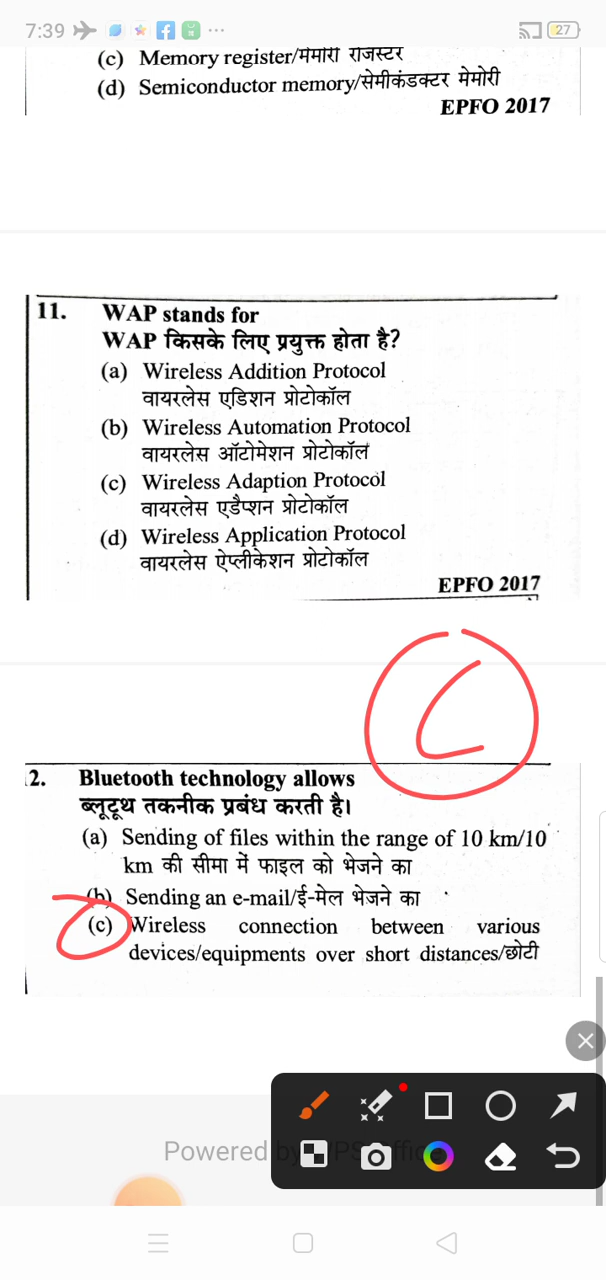 7:39
27
(c) Memory register/मेमोरी रजिस्टर
(d) Semiconductor memory/सेमीकंडक्टर मेमोरी
EPFO 2017
11. WAP stands for
WAP किसके लिए प्रयुक्त होता है?
(a) Wireless Addition Protocol
वायरलेस एडिशन प्रोटोकॉल
(b) Wireless Automation Protocol
वायरलेस ऑटोमेशन प्रोटोकॉल
(c) Wireless Adaption Protocol
वायरलेस एडैप्शन प्रोटोकॉल
(d) Wireless Application Protocol
वायरलेस ऐप्लीकेशन प्रोटोकॉल
EPFO 2017
C
2. Bluetooth technology allows
ब्लूटूथ तकनीक प्रबंध करती है।
(a) Sending of files within the range of 10 km/10
km की सीमा में फाइल को भेजने का
(b) Sending an e-mail/ई-मेल भेजने का
(c) Wireless connection between various
devices/equipments over short distances/छोटी
Powered by